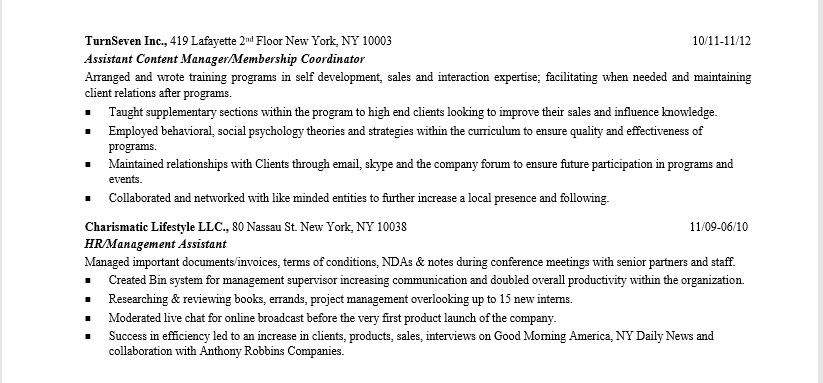 TurnSeven Inc., 419 Lafayette 2nd Floor New York, NY 10003 10/11-11/12
Assistant Content Manager/Membership Coordinator
Arranged and wrote training programs in self development, sales and interaction expertise; facilitating when needed and maintaining
client relations after programs.
▪ Taught supplementary sections within the program to high end clients looking to improve their sales and influence knowledge.
▪ Employed behavioral, social psychology theories and strategies within the curriculum to ensure quality and effectiveness of
programs.
▪ Maintained relationships with Clients through email, skype and the company forum to ensure future participation in programs and
events.
▪ Collaborated and networked with like minded entities to further increase a local presence and following.
Charismatic Lifestyle LLC., 80 Nassau St. New York, NY 10038 11/09-06/10
HR/Management Assistant
Managed important documents/invoices, terms of conditions, NDAs & notes during conference meetings with senior partners and staff.
▪ Created Bin system for management supervisor increasing communication and doubled overall productivity within the organization.
▪ Researching & reviewing books, errands, project management overlooking up to 15 new interns.
▪ Moderated live chat for online broadcast before the very first product launch of the company.
▪ Success in efficiency led to an increase in clients, products, sales, interviews on Good Morning America, NY Daily News and
collaboration with Anthony Robbins Companies.